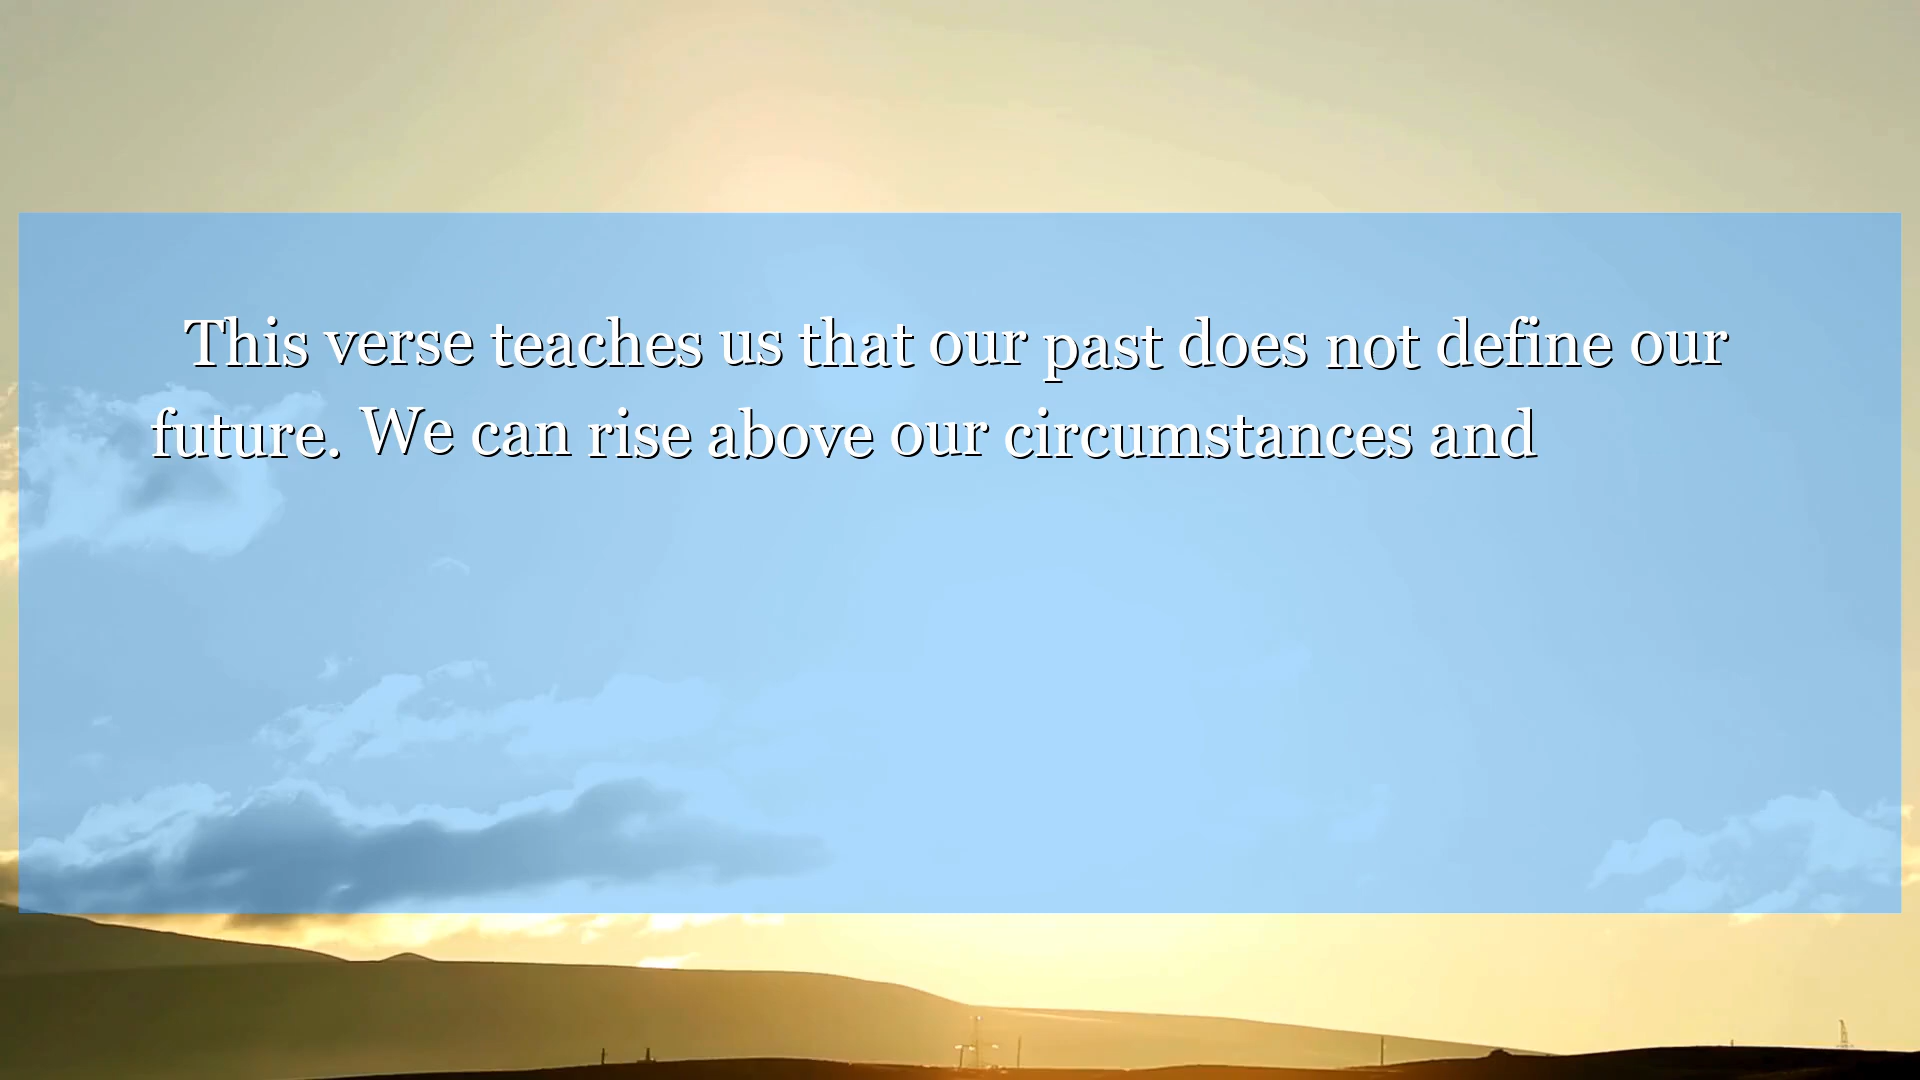 This verse teaches us that our past does not define our
future. We can rise above our circumstances and